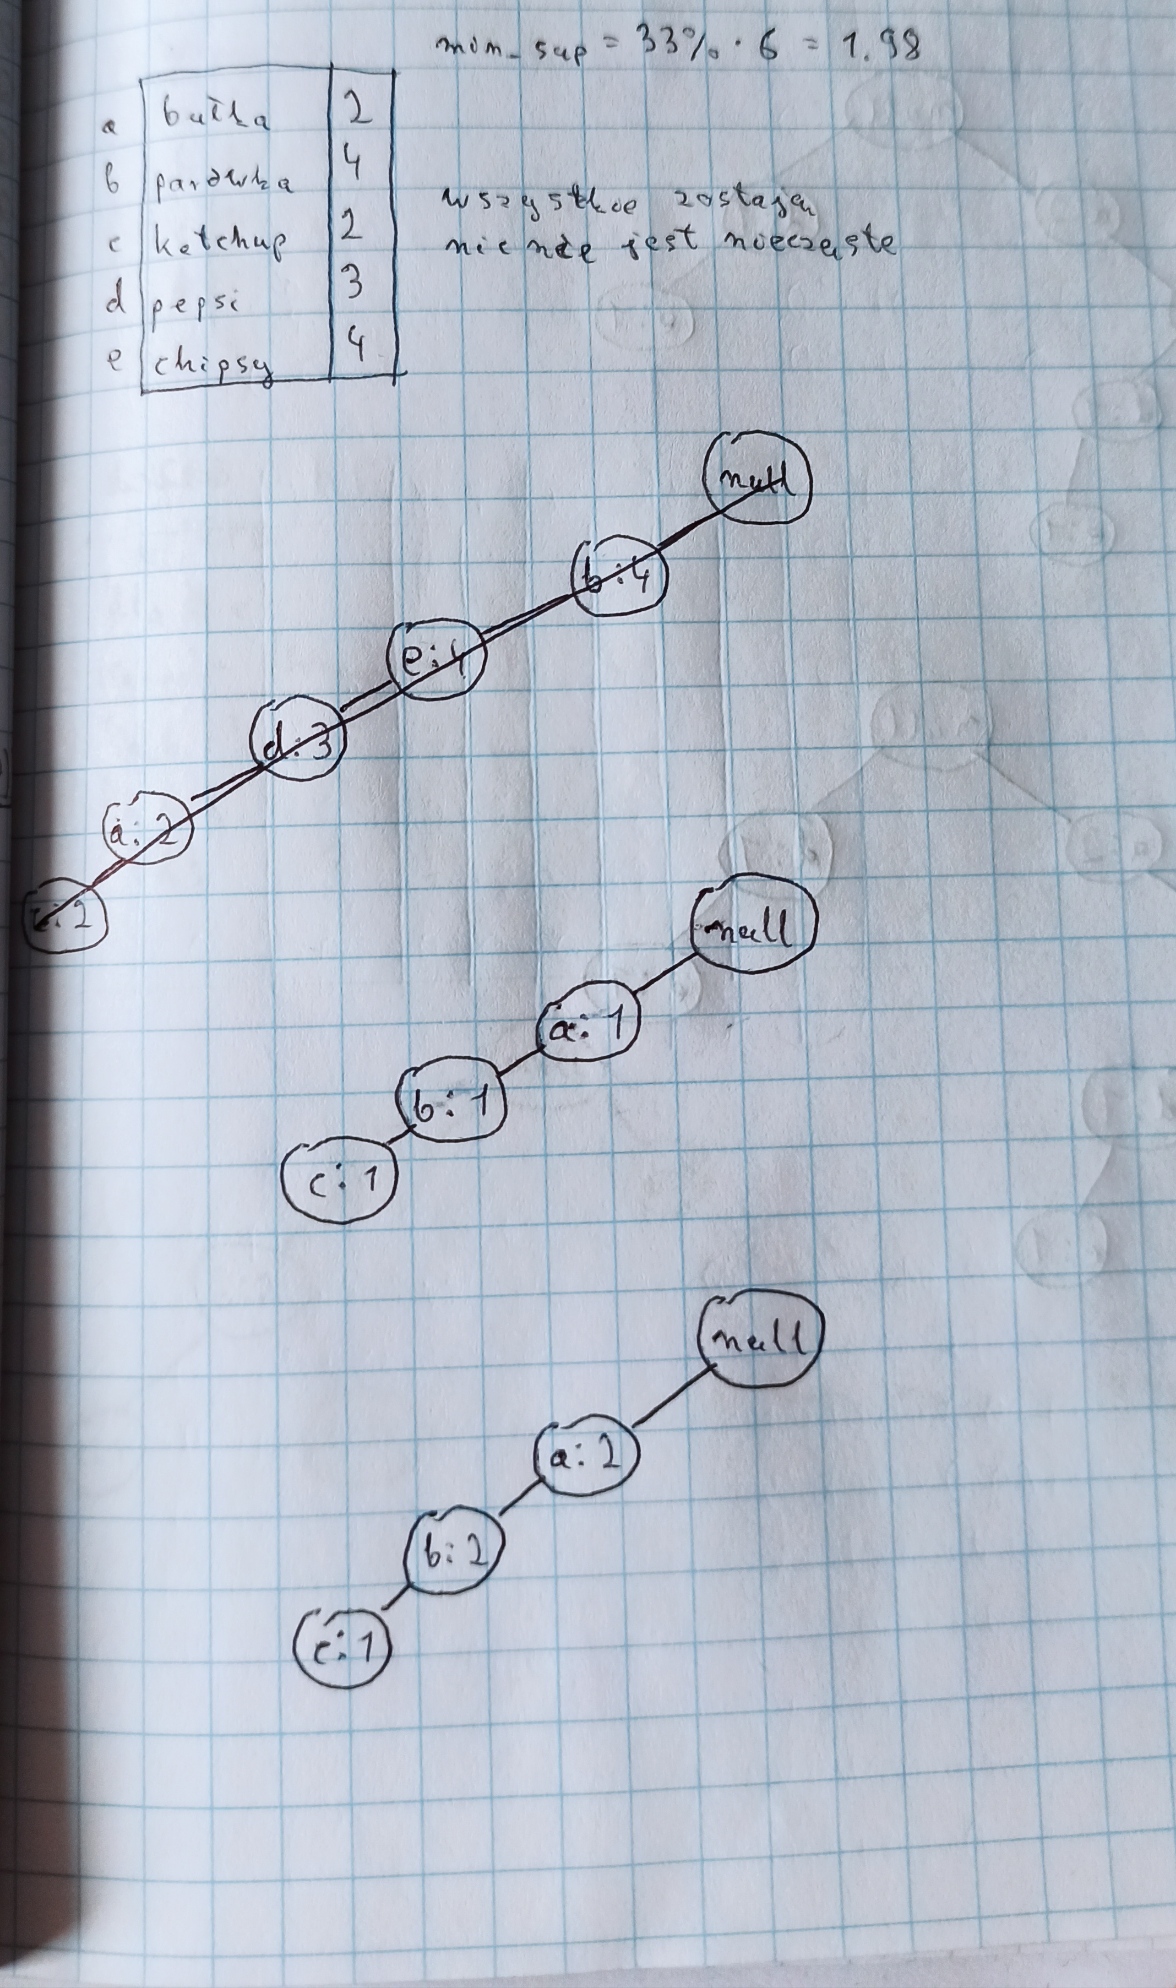 min_sup = 33% · 6 = 1.98
a bułka 2
b parówka 4
c ketchup 2
d pepsi 3
e chipsy 4
wszystkie zostają
nic nie jest nieczęste
null
b:4
e:4
d:3
a:2
c:2
null
a:1
b:1
c:1
null
a:2
b:2
c:1